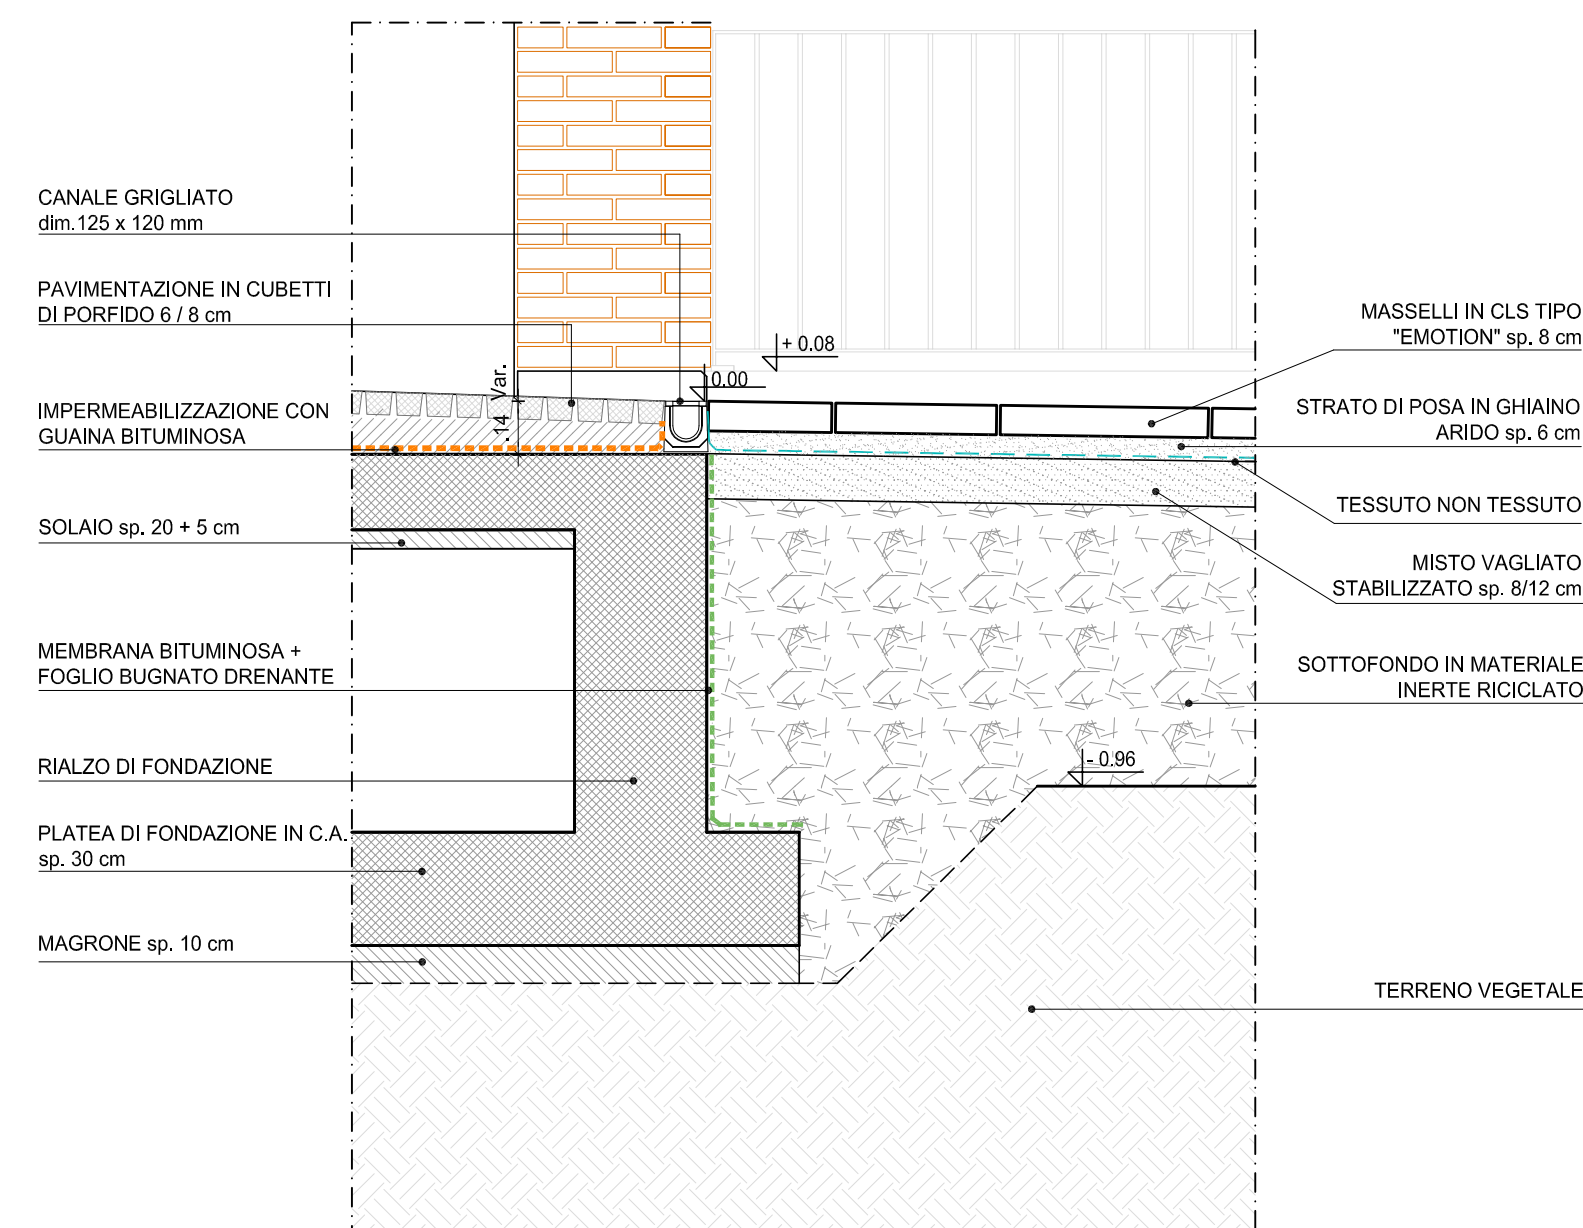 CANALE GRIGLIATO
dim.125 x 120 mm
PAVIMENTAZIONE IN CUBETTI
DI PORFIDO 6 / 8 cm
IMPERMEABILIZZAZIONE CON
GUAINA BITUMINOSA
SOLAIO sp. 20 + 5 cm
MEMBRANA BITUMINOSA +
FOGLIO BUGNATO DRENANTE
RIALZO DI FONDAZIONE
PLATEA DI FONDAZIONE IN C.A.
sp. 30 cm
MAGRONE sp. 10 cm
.14 Var.
+ 0.08
0.00
- 0.96
MASSELLI IN CLS TIPO
"EMOTION" sp. 8 cm
STRATO DI POSA IN GHIAINO
ARIDO sp. 6 cm
TESSUTO NON TESSUTO
MISTO VAGLIATO
STABILIZZATO sp. 8/12 cm
SOTTOFONDO IN MATERIALE
INERTE RICICLATO
TERRENO VEGETALE